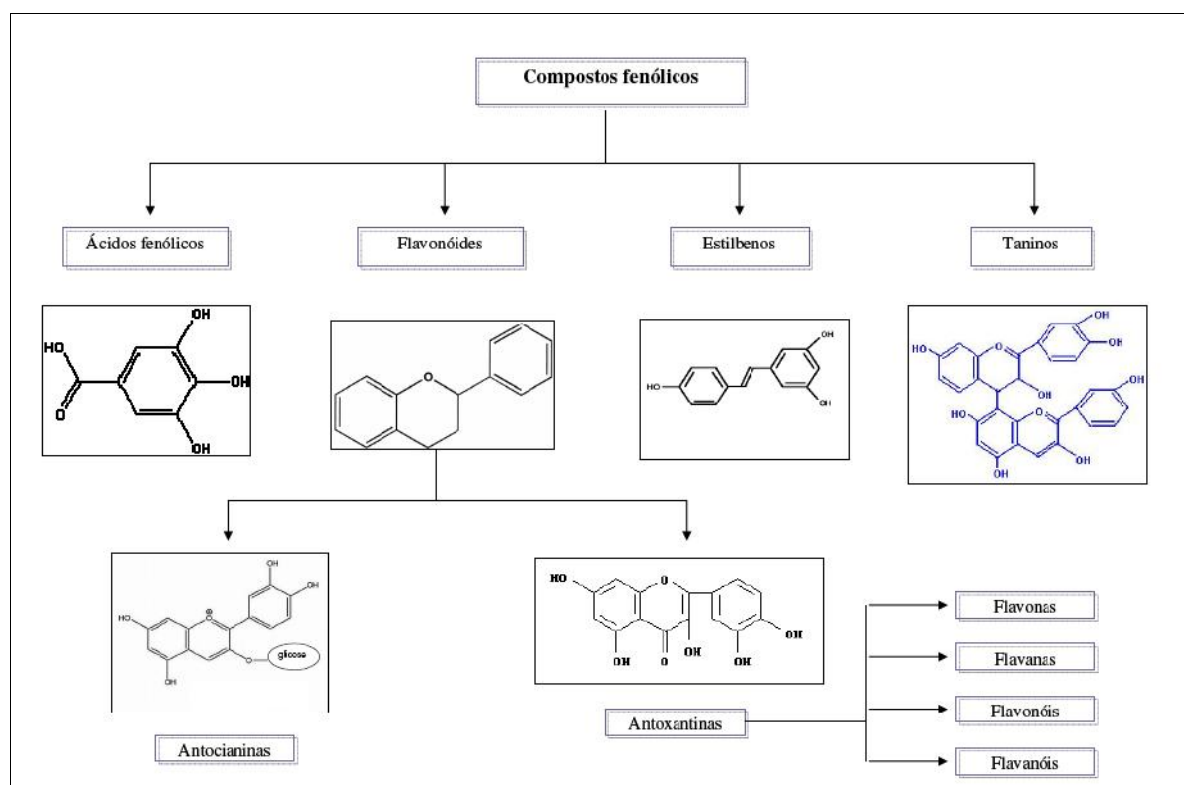 Compostos fenólicos
Ácidos fenólicos
Flavonóides
Estilbenos
Taninos
OH
HO
OH
O
OH
O
OH
HO
OH
OH
OH
HO
O
OH
OH
OH
HO
O
OH
OH
OH
OH
OH
HO
O
⊕
O
glicose
OH
HO
O
OH
OH
O
OH
OH
Flavonas
Flavanas
Flavonóis
Flavanóis
Antoxantinas
Antocianinas